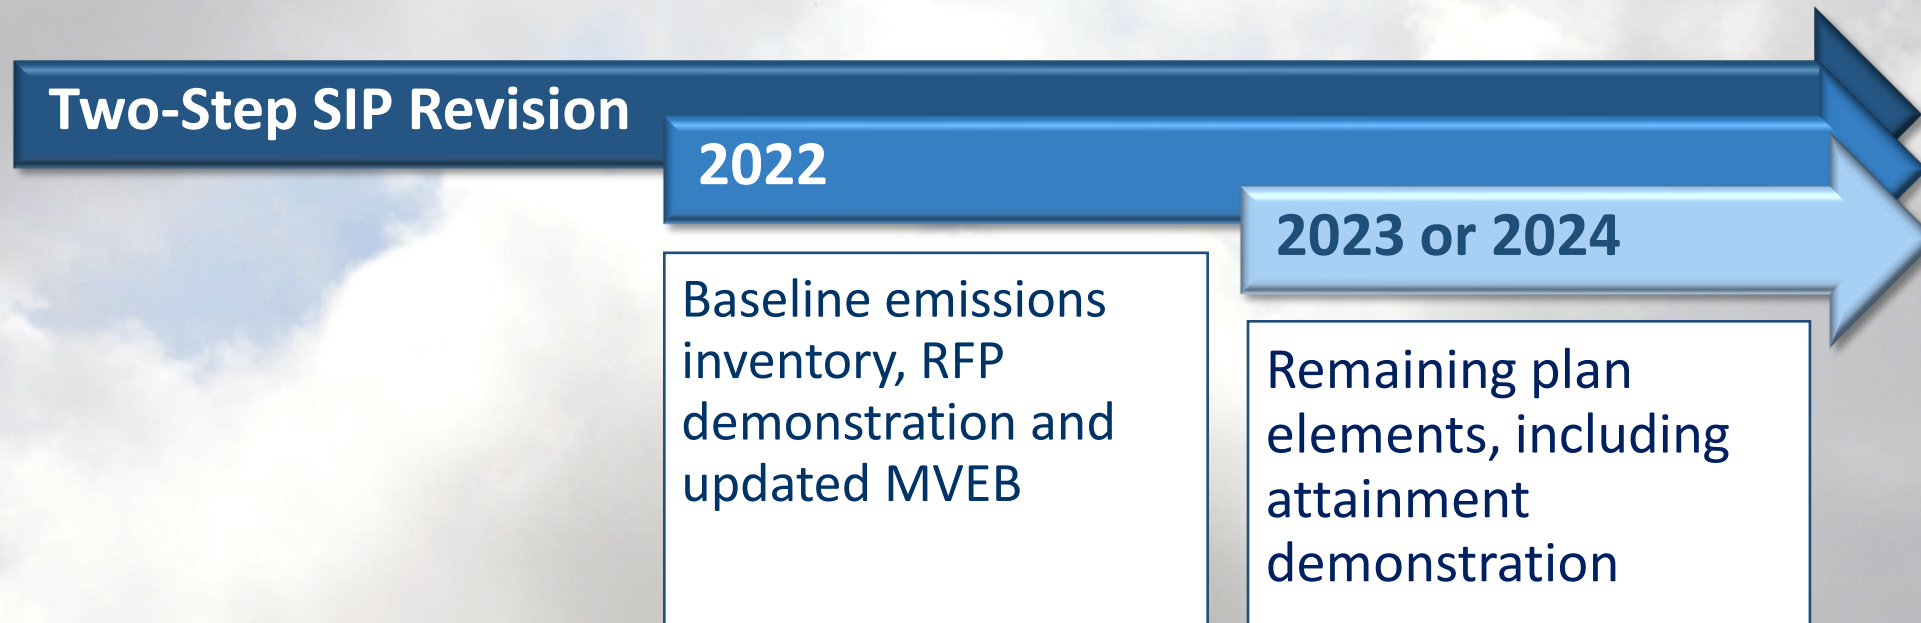 Two-Step SIP Revision
2022
2023 or 2024
Baseline emissions
inventory, RFP
demonstration and
updated MVEB
Remaining plan
elements, including
attainment
demonstration